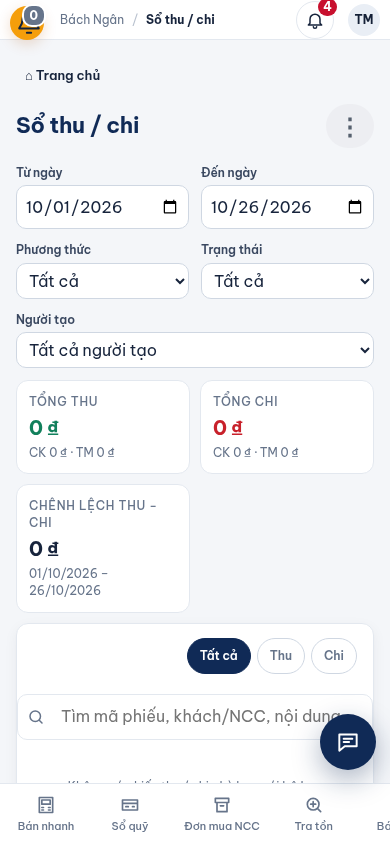 0
Bách Ngân / Sổ thu / chi
4
TM
⌂ Trang chủ
Sổ thu / chi
Từ ngày
Đến ngày
10/01/2026
10/26/2026
Phương thức
Trạng thái
Tất cả
Tất cả
Người tạo
Tất cả người tạo
TỔNG THU
0 ₫
CK 0 ₫ · TM 0 ₫
TỔNG CHI
0 ₫
CK 0 ₫ · TM 0 ₫
CHÊNH LỆCH THU –
CHI
0 ₫
01/10/2026 –
26/10/2026
Tất cả
Thu
Chi
Tìm mã phiếu, khách/NCC, nội dung
Bán nhanh
Sổ quỹ
Đơn mua NCC
Tra tồn